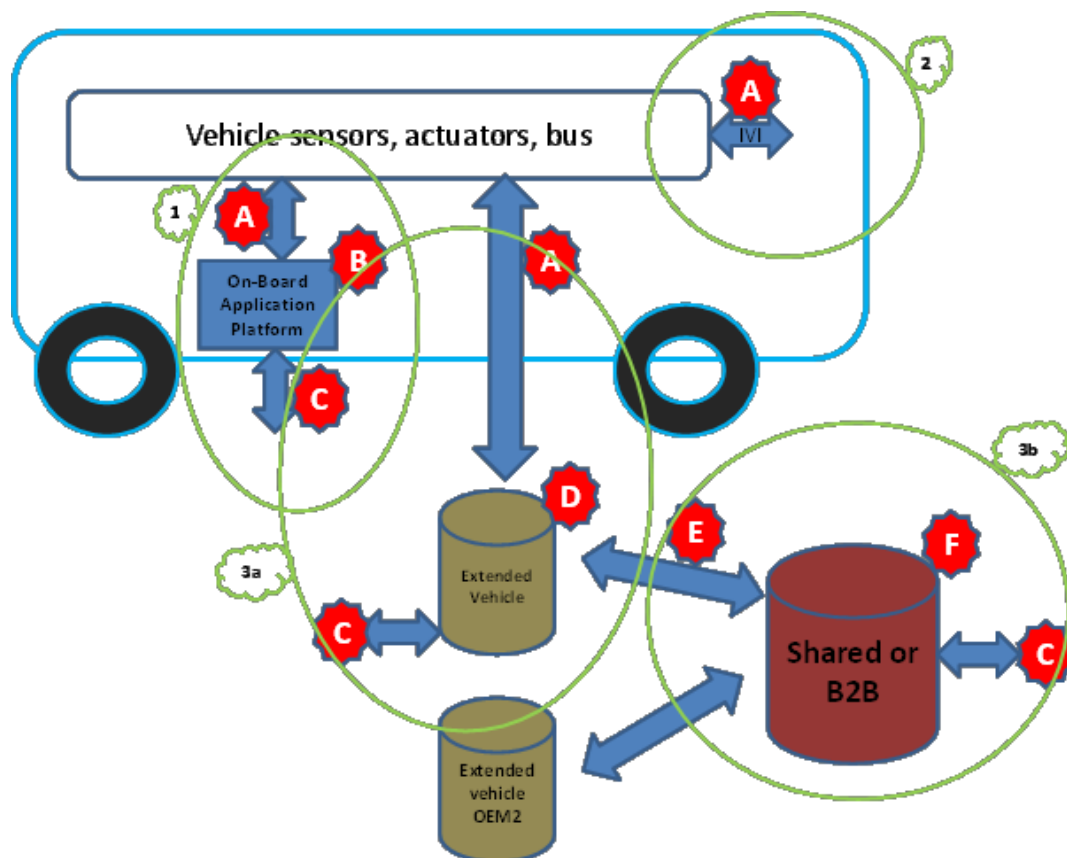 2
A
IVI
Vehicle sensors, actuators, bus
1
A
B
A
On-Board
Application
Platform
C
3b
D
E
F
3a
Extended
Vehicle
C
Shared or
B2B
C
Extended
vehicle
OEM2